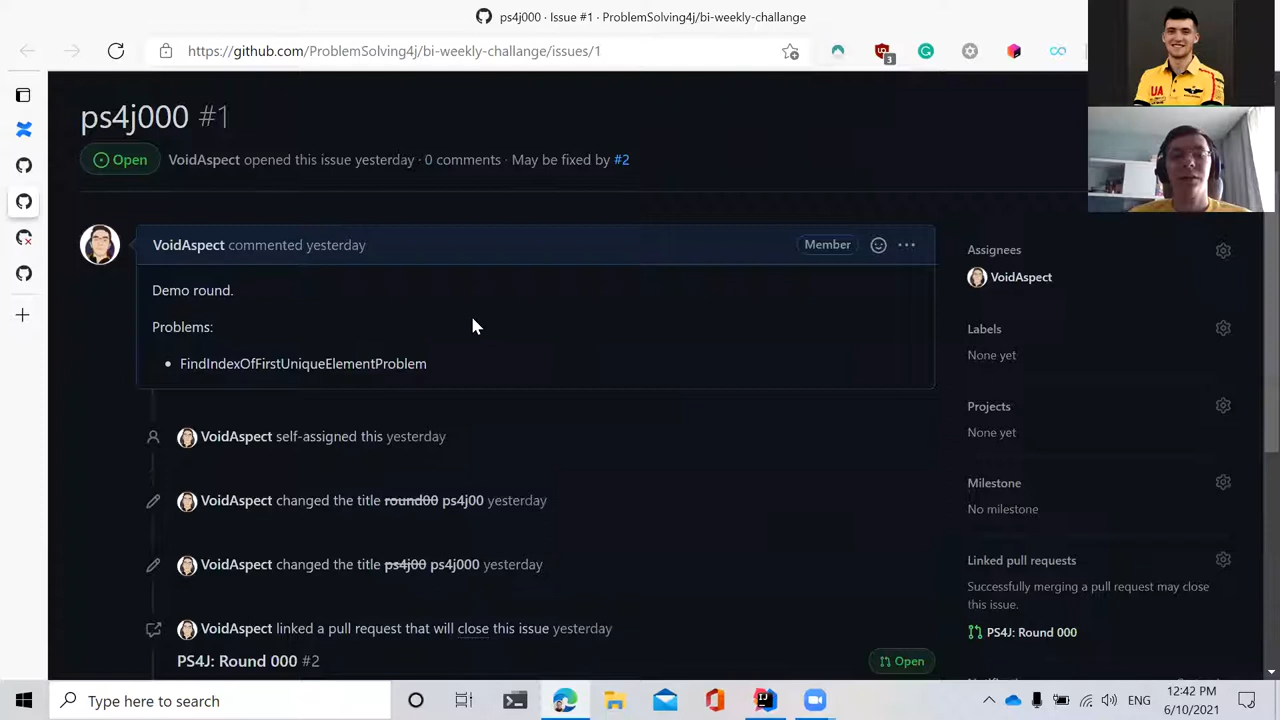 ps4j000 · Issue #1 · ProblemSolving4j/bi-weekly-challange
https://github.com/ProblemSolving4j/bi-weekly-challange/issues/1
3
ps4j000 #1
Open VoidAspect opened this issue yesterday · 0 comments · May be fixed by #2
VoidAspect commented yesterday Member
Demo round.
Problems:
• FindIndexOfFirstUniqueElementProblem
VoidAspect self-assigned this yesterday
VoidAspect changed the title round00 ps4j00 yesterday
VoidAspect changed the title ps4j00 ps4j000 yesterday
VoidAspect linked a pull request that will close this issue yesterday
PS4J: Round 000 #2 Open
Assignees
VoidAspect
Labels
None yet
Projects
None yet
Milestone
No milestone
Linked pull requests
Successfully merging a pull request may close
this issue.
PS4J: Round 000
UA
Type here to search
ENG
12:42 PM
6/10/2021